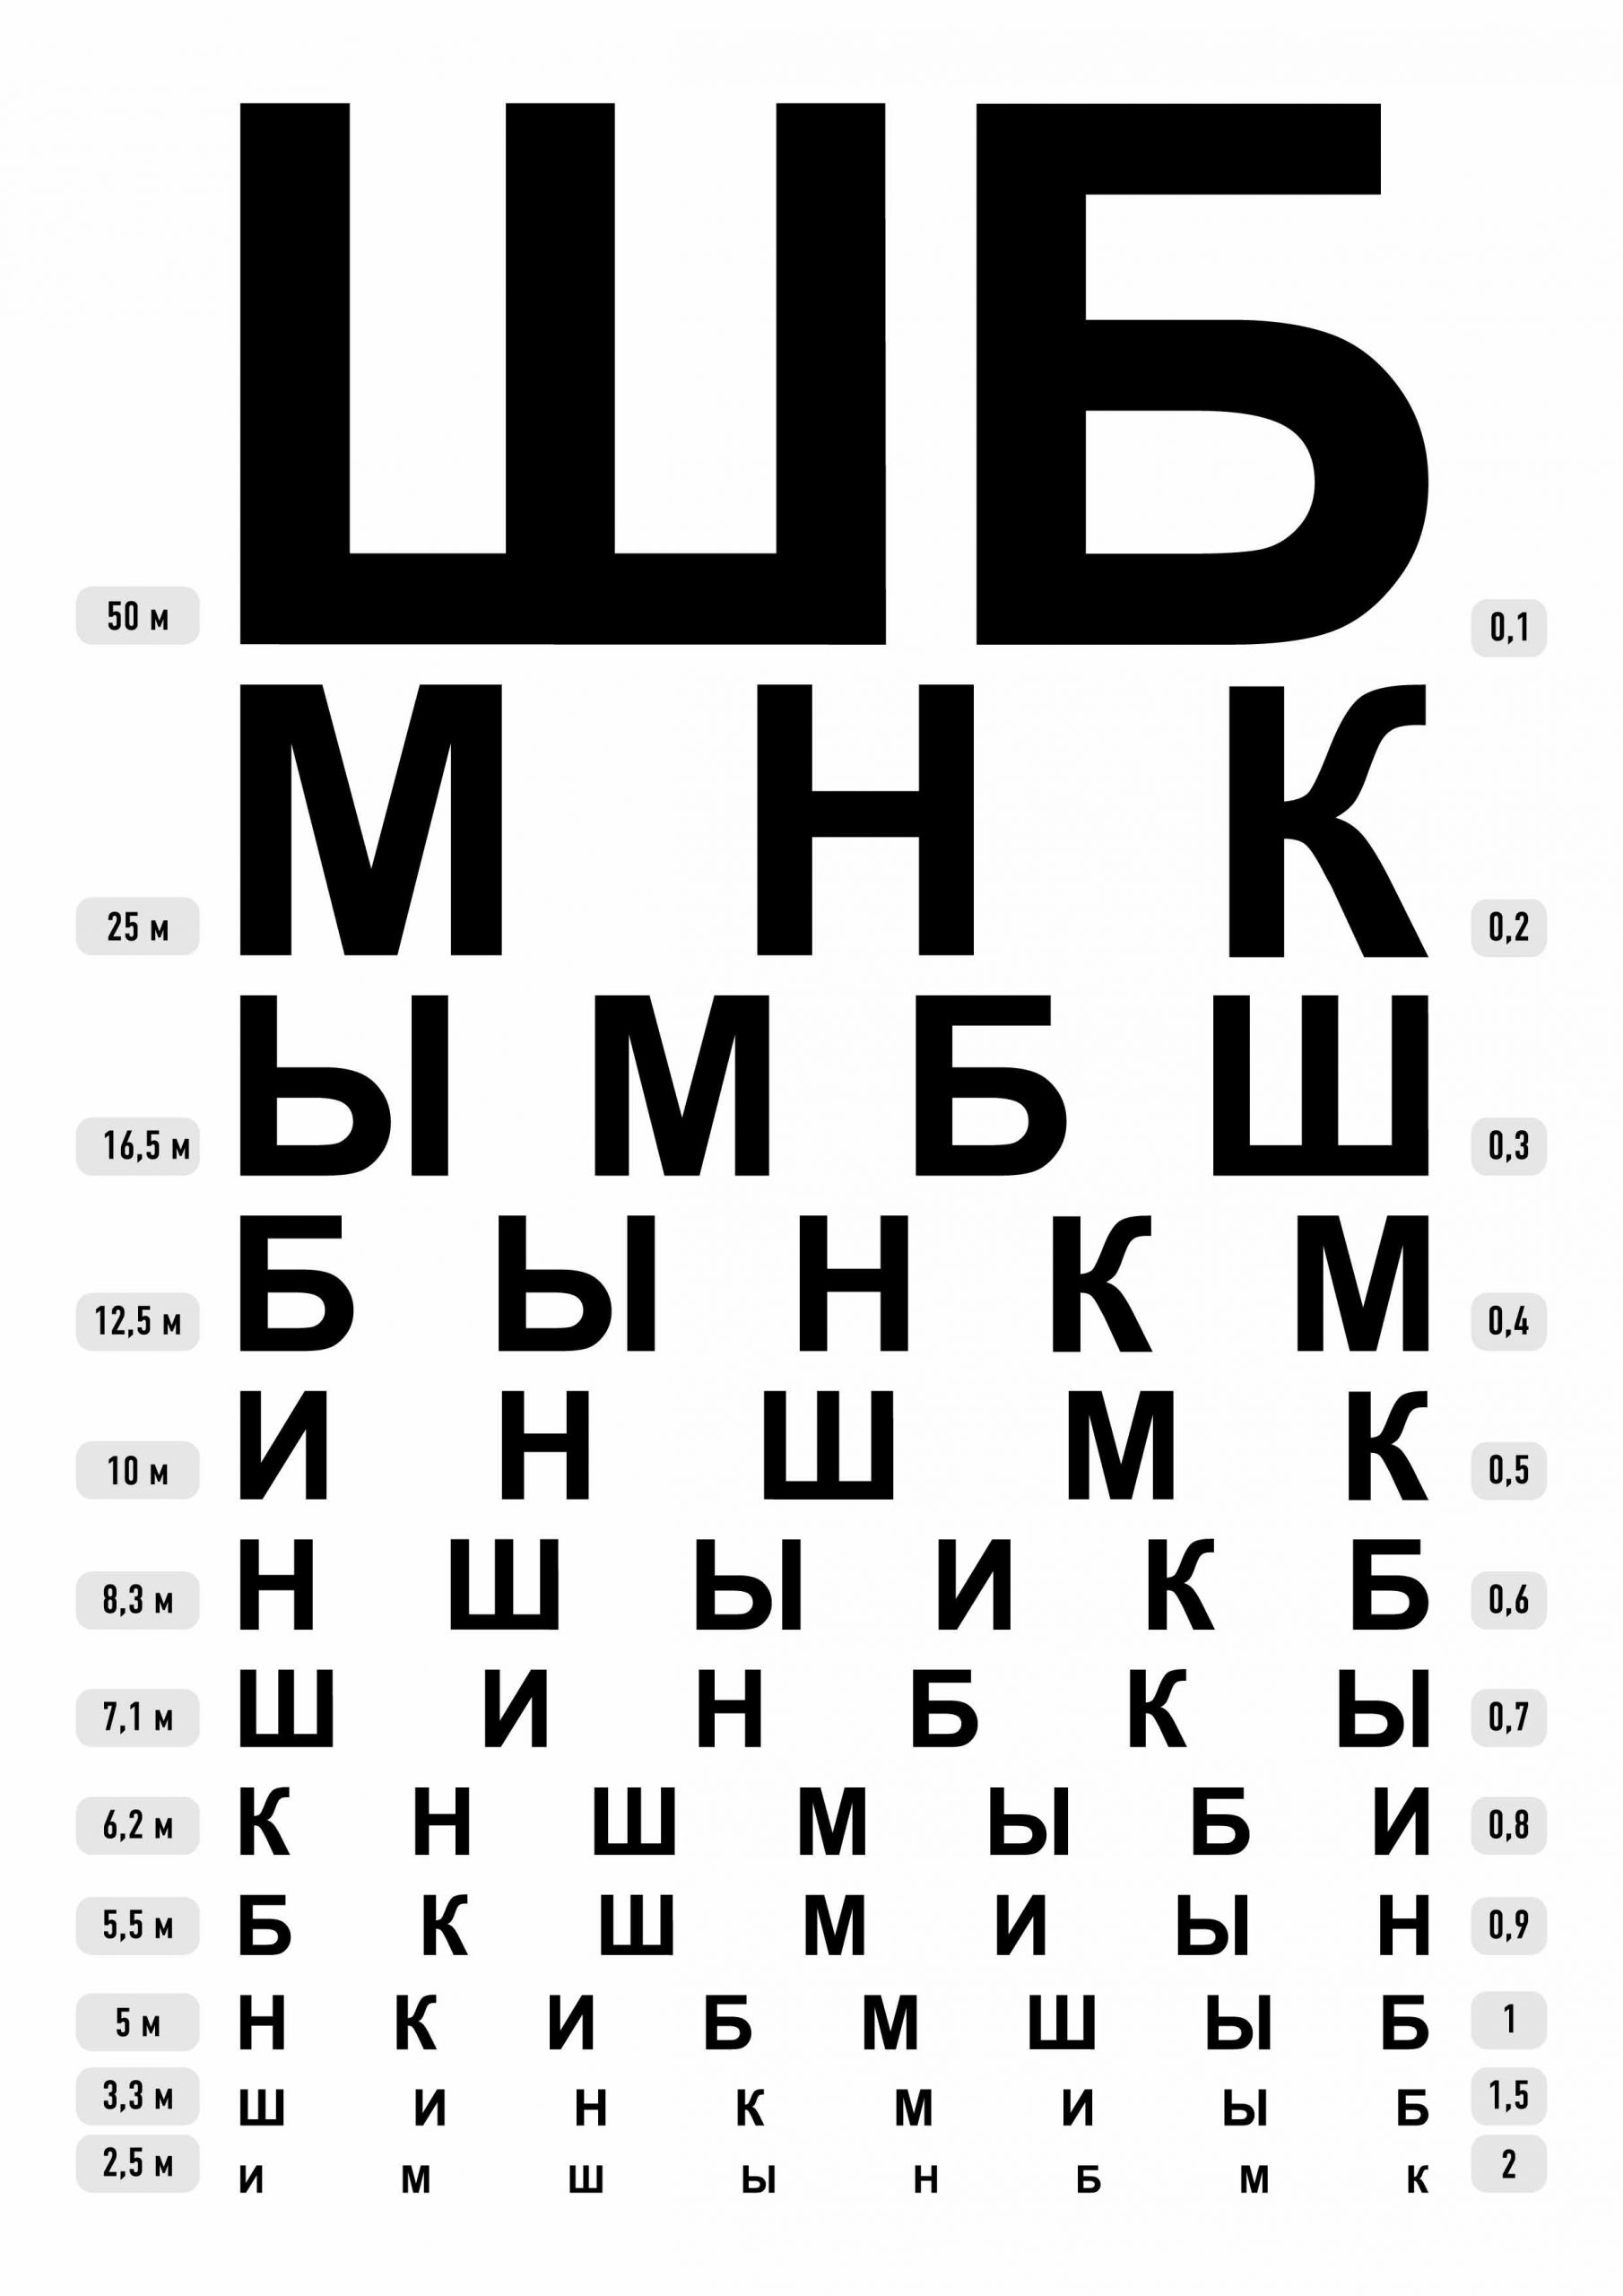 50 м Ш Б 0,1
25 м М Н К 0,2
16,5 м Ы М Б Ш 0,3
12,5 м Б Ы Н К М 0,4
10 м И Н Ш М К 0,5
8,3 м Н Ш Ы И К Б 0,6
7,1 м Ш И Н Б К Ы 0,7
6,2 м К Н Ш М Ы Б И 0,8
5,5 м Б К Ш М И Ы Н 0,9
5 м Н К И Б М Ш Ы Б 1
3,3 м Ш И Н К М И Ы Б 1,5
2,5 м И М Ш Ы Н Б М К 2